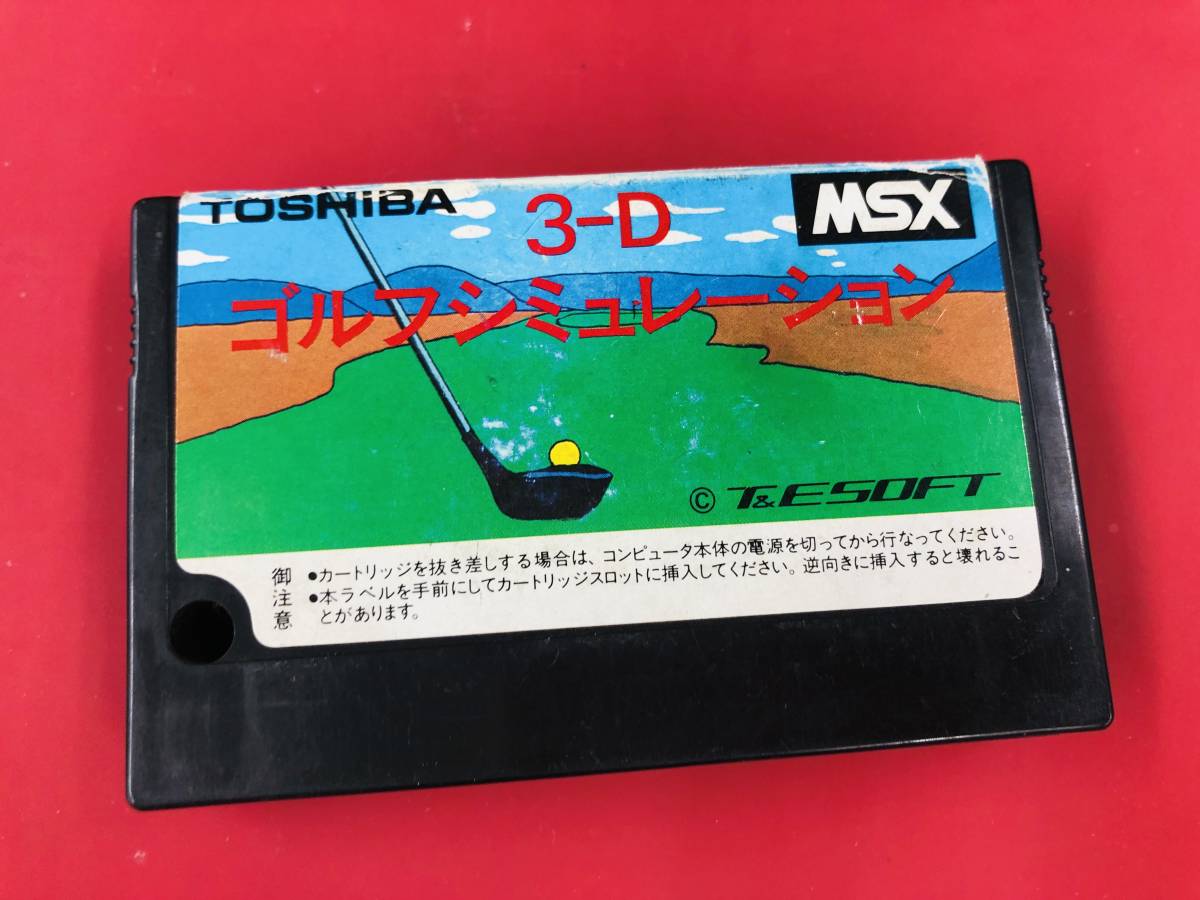 TOSHIBA
3-D
MSX
ゴルフシミュレーション
© T&ESOFT
御注意
●カートリッジを抜き差しする場合は、コンピュータ本体の電源を切ってから行なってください。
●本ラベルを手前にしてカートリッジスロットに挿入してください。逆向きに挿入すると壊れるこ
とがあります。